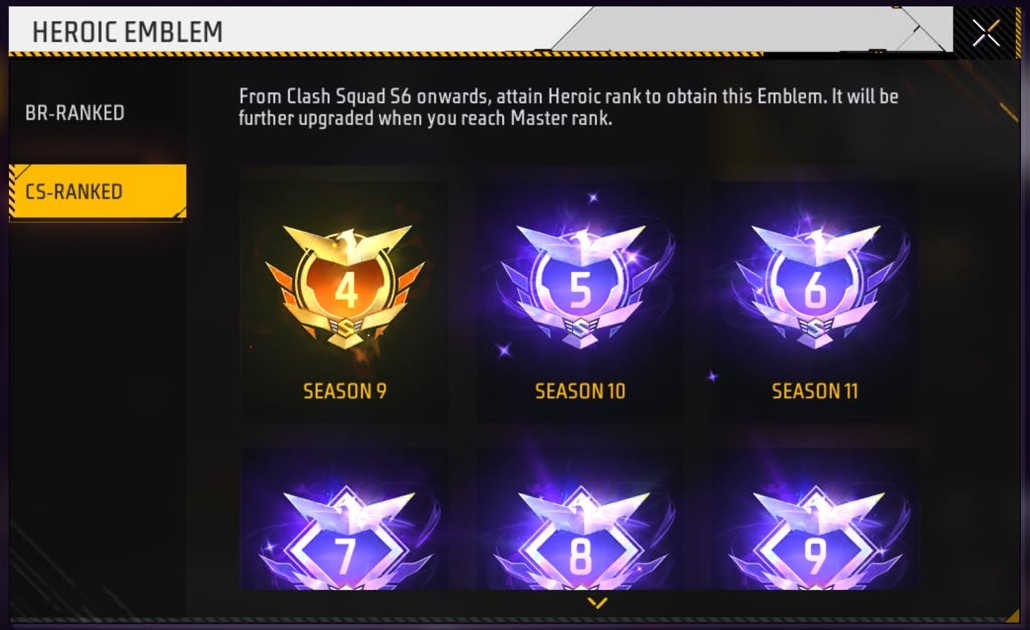 HEROIC EMBLEM
BR-RANKED
CS-RANKED
From Clash Squad S6 onwards, attain Heroic rank to obtain this Emblem. It will be
further upgraded when you reach Master rank.
4
5
6
S
S
S
SEASON 9
SEASON 10
SEASON 11
7
8
9